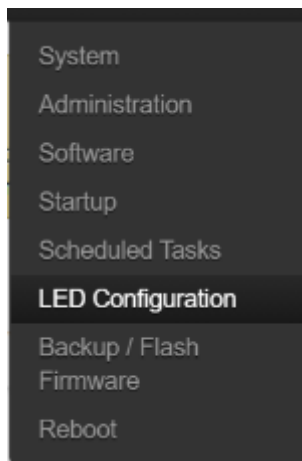 System
Administration
Software
Startup
Scheduled Tasks
LED Configuration
Backup / Flash
Firmware
Reboot